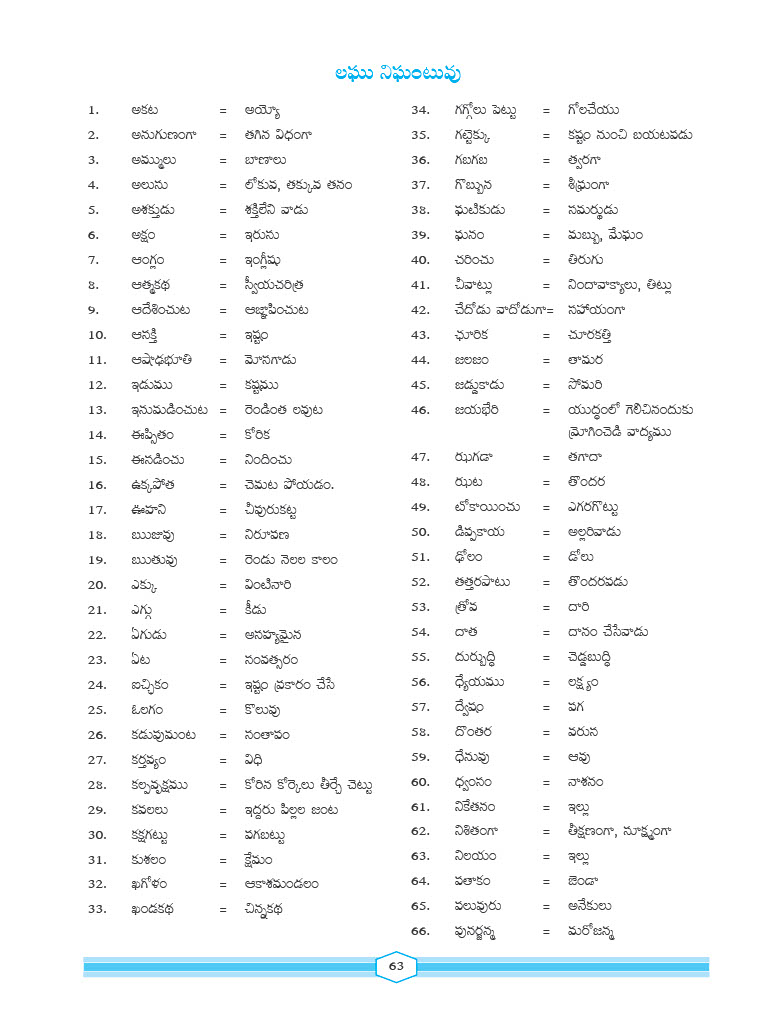 లఘు నిఘంటువు
1. అకట = అయ్యో
2. అనుగుణంగా = తగిన విధంగా
3. అమ్ములు = బాణాలు
4. అలుసు = లోకువ, తక్కువ తనం
5. అశక్తుడు = శక్తిలేని వాడు
6. అక్షం = ఇరుసు
7. ఆంగ్లం = ఇంగ్లీషు
8. ఆత్మకథ = స్వీయచరిత్ర
9. ఆదేశించుట = ఆజ్ఞాపించుట
10. ఆసక్తి = ఇష్టం
11. ఆషాఢభూతి = మోసగాడు
12. ఇడుము = కష్టము
13. ఇనుమడించుట = రెండింత లవుట
14. ఈప్సితం = కోరిక
15. ఈసడించు = నిందించు
16. ఉక్కపోత = చెమట పోయడం.
17. ఊహని = చీపురుకట్ట
18. ఋజువు = నిరూపణ
19. ఋతువు = రెండు నెలల కాలం
20. ఎక్కు = వింటినారి
21. ఎగ్గు = కీడు
22. ఏగుడు = అసహ్యమైన
23. ఏట = సంవత్సరం
24. ఐచ్ఛికం = ఇష్టం ప్రకారం చేసే
25. ఓలగం = కొలువు
26. కడుపుమంట = సంతాపం
27. కర్తవ్యం = విధి
28. కల్పవృక్షము = కోరిన కోర్కెలు తీర్చే చెట్టు
29. కవలలు = ఇద్దరు పిల్లల జంట
30. కక్షగట్టు = పగబట్టు
31. కుశలం = క్షేమం
32. ఖగోళం = ఆకాశమండలం
33. ఖండకథ = చిన్నకథ
34. గగ్గోలు పెట్టు = గోలచేయు
35. గట్టెక్కు = కష్టం నుంచి బయటపడు
36. గబగబ = త్వరగా
37. గొబ్బున = శీఘ్రంగా
38. ఘటికుడు = సమర్థుడు
39. ఘనం = మబ్బు, మేఘం
40. చరించు = తిరుగు
41. చీవాట్లు = నిందావాక్యాలు, తిట్లు
42. చేదోడు వాదోడుగా= సహాయంగా
43. ఛూరిక = చూరకత్తి
44. జలజం = తామర
45. జడ్డుకాడు = సోమరి
46. జయభేరి = యుద్ధంలో గెలిచినందుకు
మ్రోగించెడి వాద్యము
47. ఝగడా = తగాదా
48. ఝట = తొందర
49. టోకాయించు = ఎగరగొట్టు
50. డిప్పకాయ = అల్లరివాడు
51. ఢోలం = డోలు
52. తత్తరపాటు = తొందరపడు
53. త్రోవ = దారి
54. దాత = దానం చేసేవాడు
55. దుర్బుద్ధి = చెడ్డబుద్ధి
56. ధ్యేయము = లక్ష్యం
57. ద్వేషం = పగ
58. దొంతర = వరుస
59. ధేనువు = ఆవు
60. ధ్వంసం = నాశనం
61. నికేతనం = ఇల్లు
62. నిశితంగా = తీక్షణంగా, సూక్ష్మంగా
63. నిలయం = ఇల్లు
64. పతాకం = జెండా
65. పలువురు = అనేకులు
66. పునర్జన్మ = మరోజన్మ
63